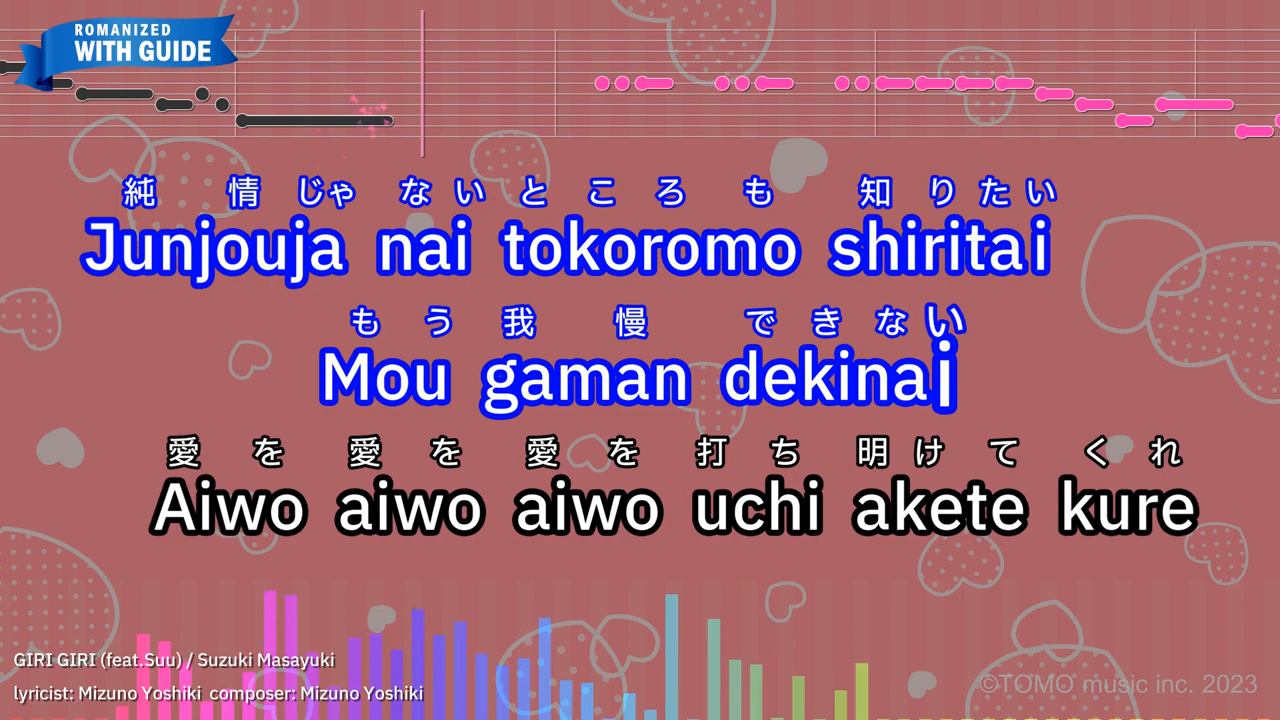 ROMANIZED
WITH GUIDE
純情じゃないところも知りたい
Junjouja nai tokoromo shiritai
もう我慢できない
Mou gaman dekinai
愛を愛を愛を打ち明けてくれ
Aiwo aiwo aiwo uchi akete kure
GIRI GIRI (feat.Suu) / Suzuki Masayuki
lyricist: Mizuno Yoshiki composer: Mizuno Yoshiki
©TOMO music inc. 2023